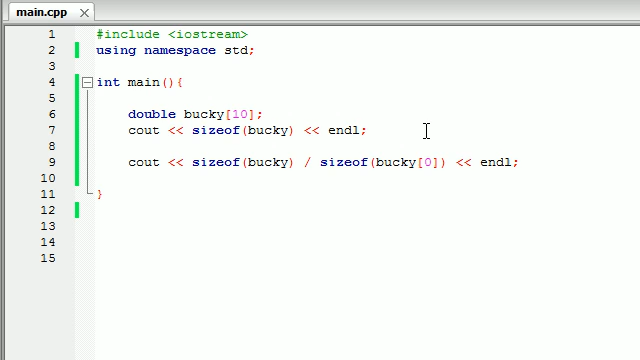 main.cpp
1 #include <iostream>
2 using namespace std;
3
4 int main(){
5
6 double bucky[10];
7 cout << sizeof(bucky) << endl;
8
9 cout << sizeof(bucky) / sizeof(bucky[0]) << endl;
10
11 }
12
13
14
15